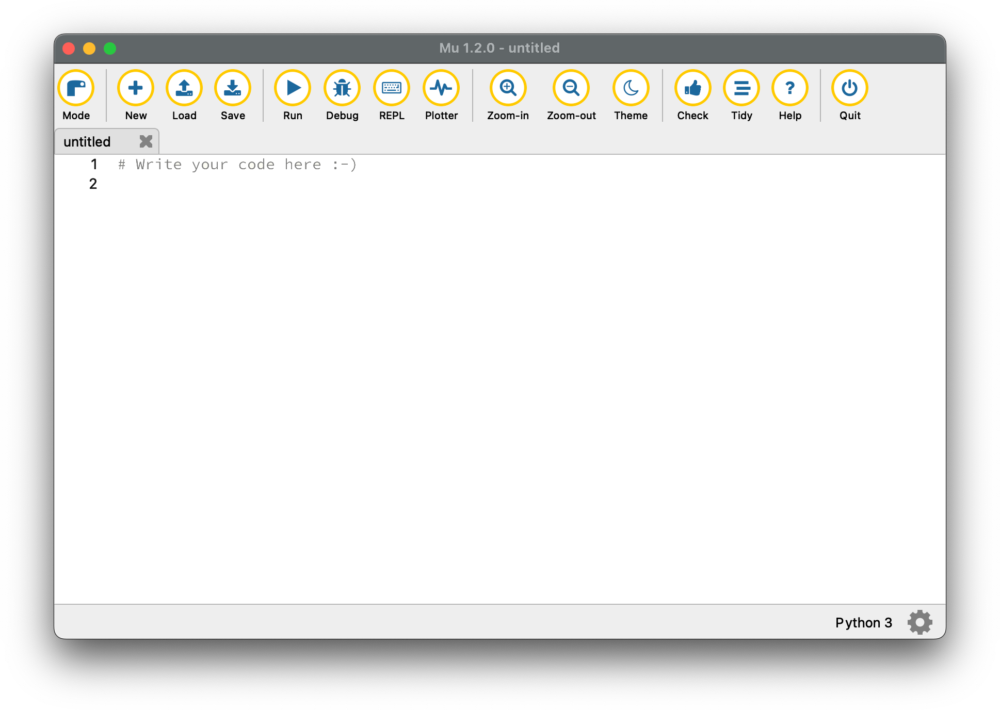 Mu 1.2.0 - untitled
Mode New Load Save Run Debug REPL Plotter Zoom-in Zoom-out Theme Check Tidy Help Quit
untitled
1 # Write your code here :-)
2
Python 3